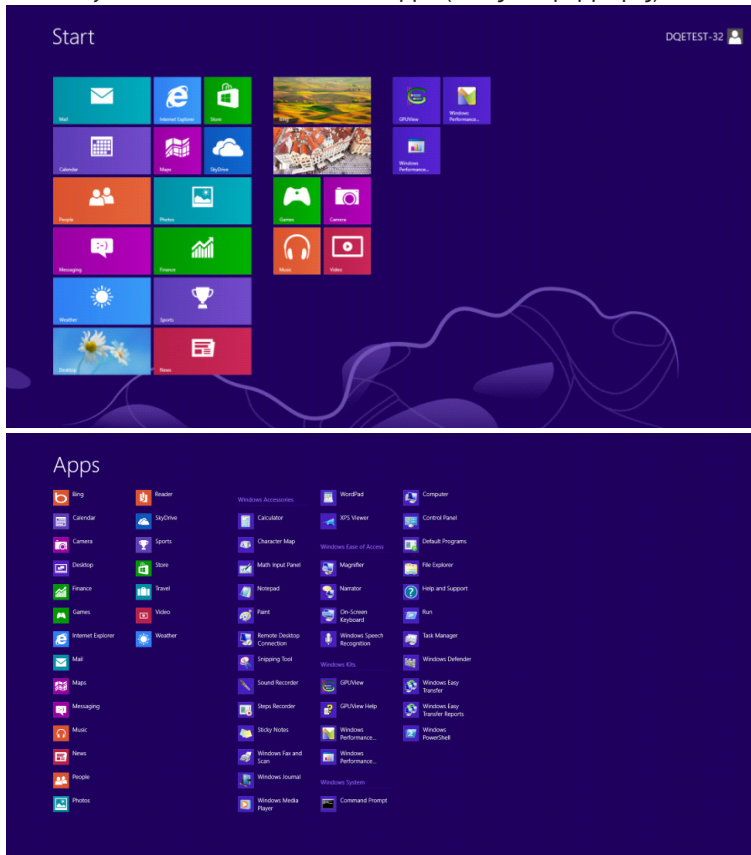 Start
DQETEST-32
Mail
Internet Explorer
Store
Bing
GPUView
Windows Performance...
Calendar
Maps
SkyDrive
Windows Performance...
People
Photos
Games
Camera
Messaging
Finance
Music
Video
Weather
Sports
Desktop
News
Apps
Bing
Calendar
Camera
Desktop
Finance
Games
Internet Explorer
Mail
Maps
Messaging
Music
News
People
Photos
Reader
SkyDrive
Sports
Store
Travel
Video
Weather
Windows Accessories
Calculator
Character Map
Math Input Panel
Notepad
Paint
Remote Desktop
Connection
Snipping Tool
Sound Recorder
Steps Recorder
Sticky Notes
Windows Fax and
Scan
Windows Journal
Windows Media
Player
WordPad
XPS Viewer
Windows Ease of Access
Magnifier
Narrator
On-Screen
Keyboard
Windows Speech
Recognition
Windows Kits
GPUView
GPUView Help
Windows
Performance...
Windows
Performance...
Windows System
Command Prompt
Computer
Control Panel
Default Programs
File Explorer
Help and Support
Run
Task Manager
Windows Defender
Windows Easy
Transfer
Windows Easy
Transfer Reports
Windows
PowerShell